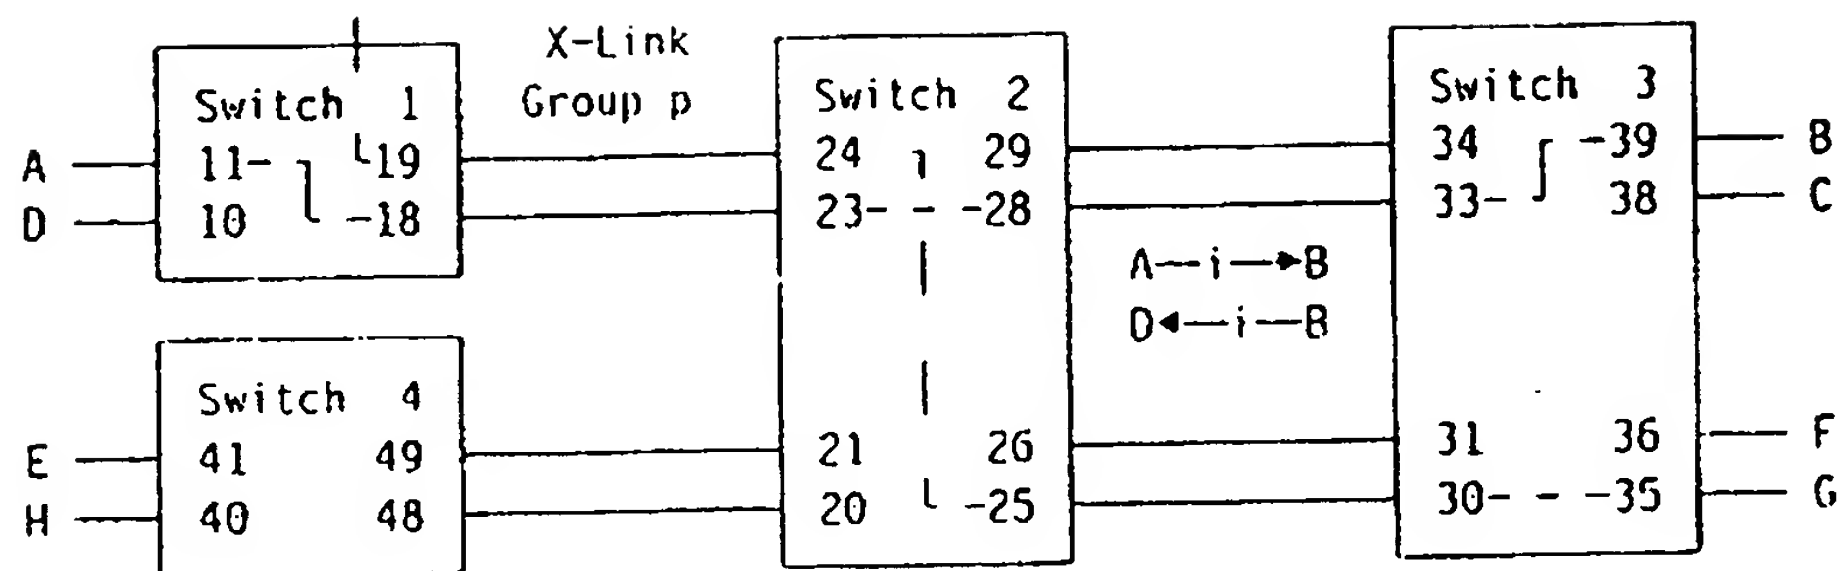 X-Link
Group p
Switch 1
A 11- 19
D 10 -18
Switch 2
24 29
23- - -28
21 26
20 -25
Switch 3
34 -39 B
33- 38 C
31 36 F
30- - -35 G
A—i—►B
D◄—i—B
Switch 4
E 41 49
H 40 48